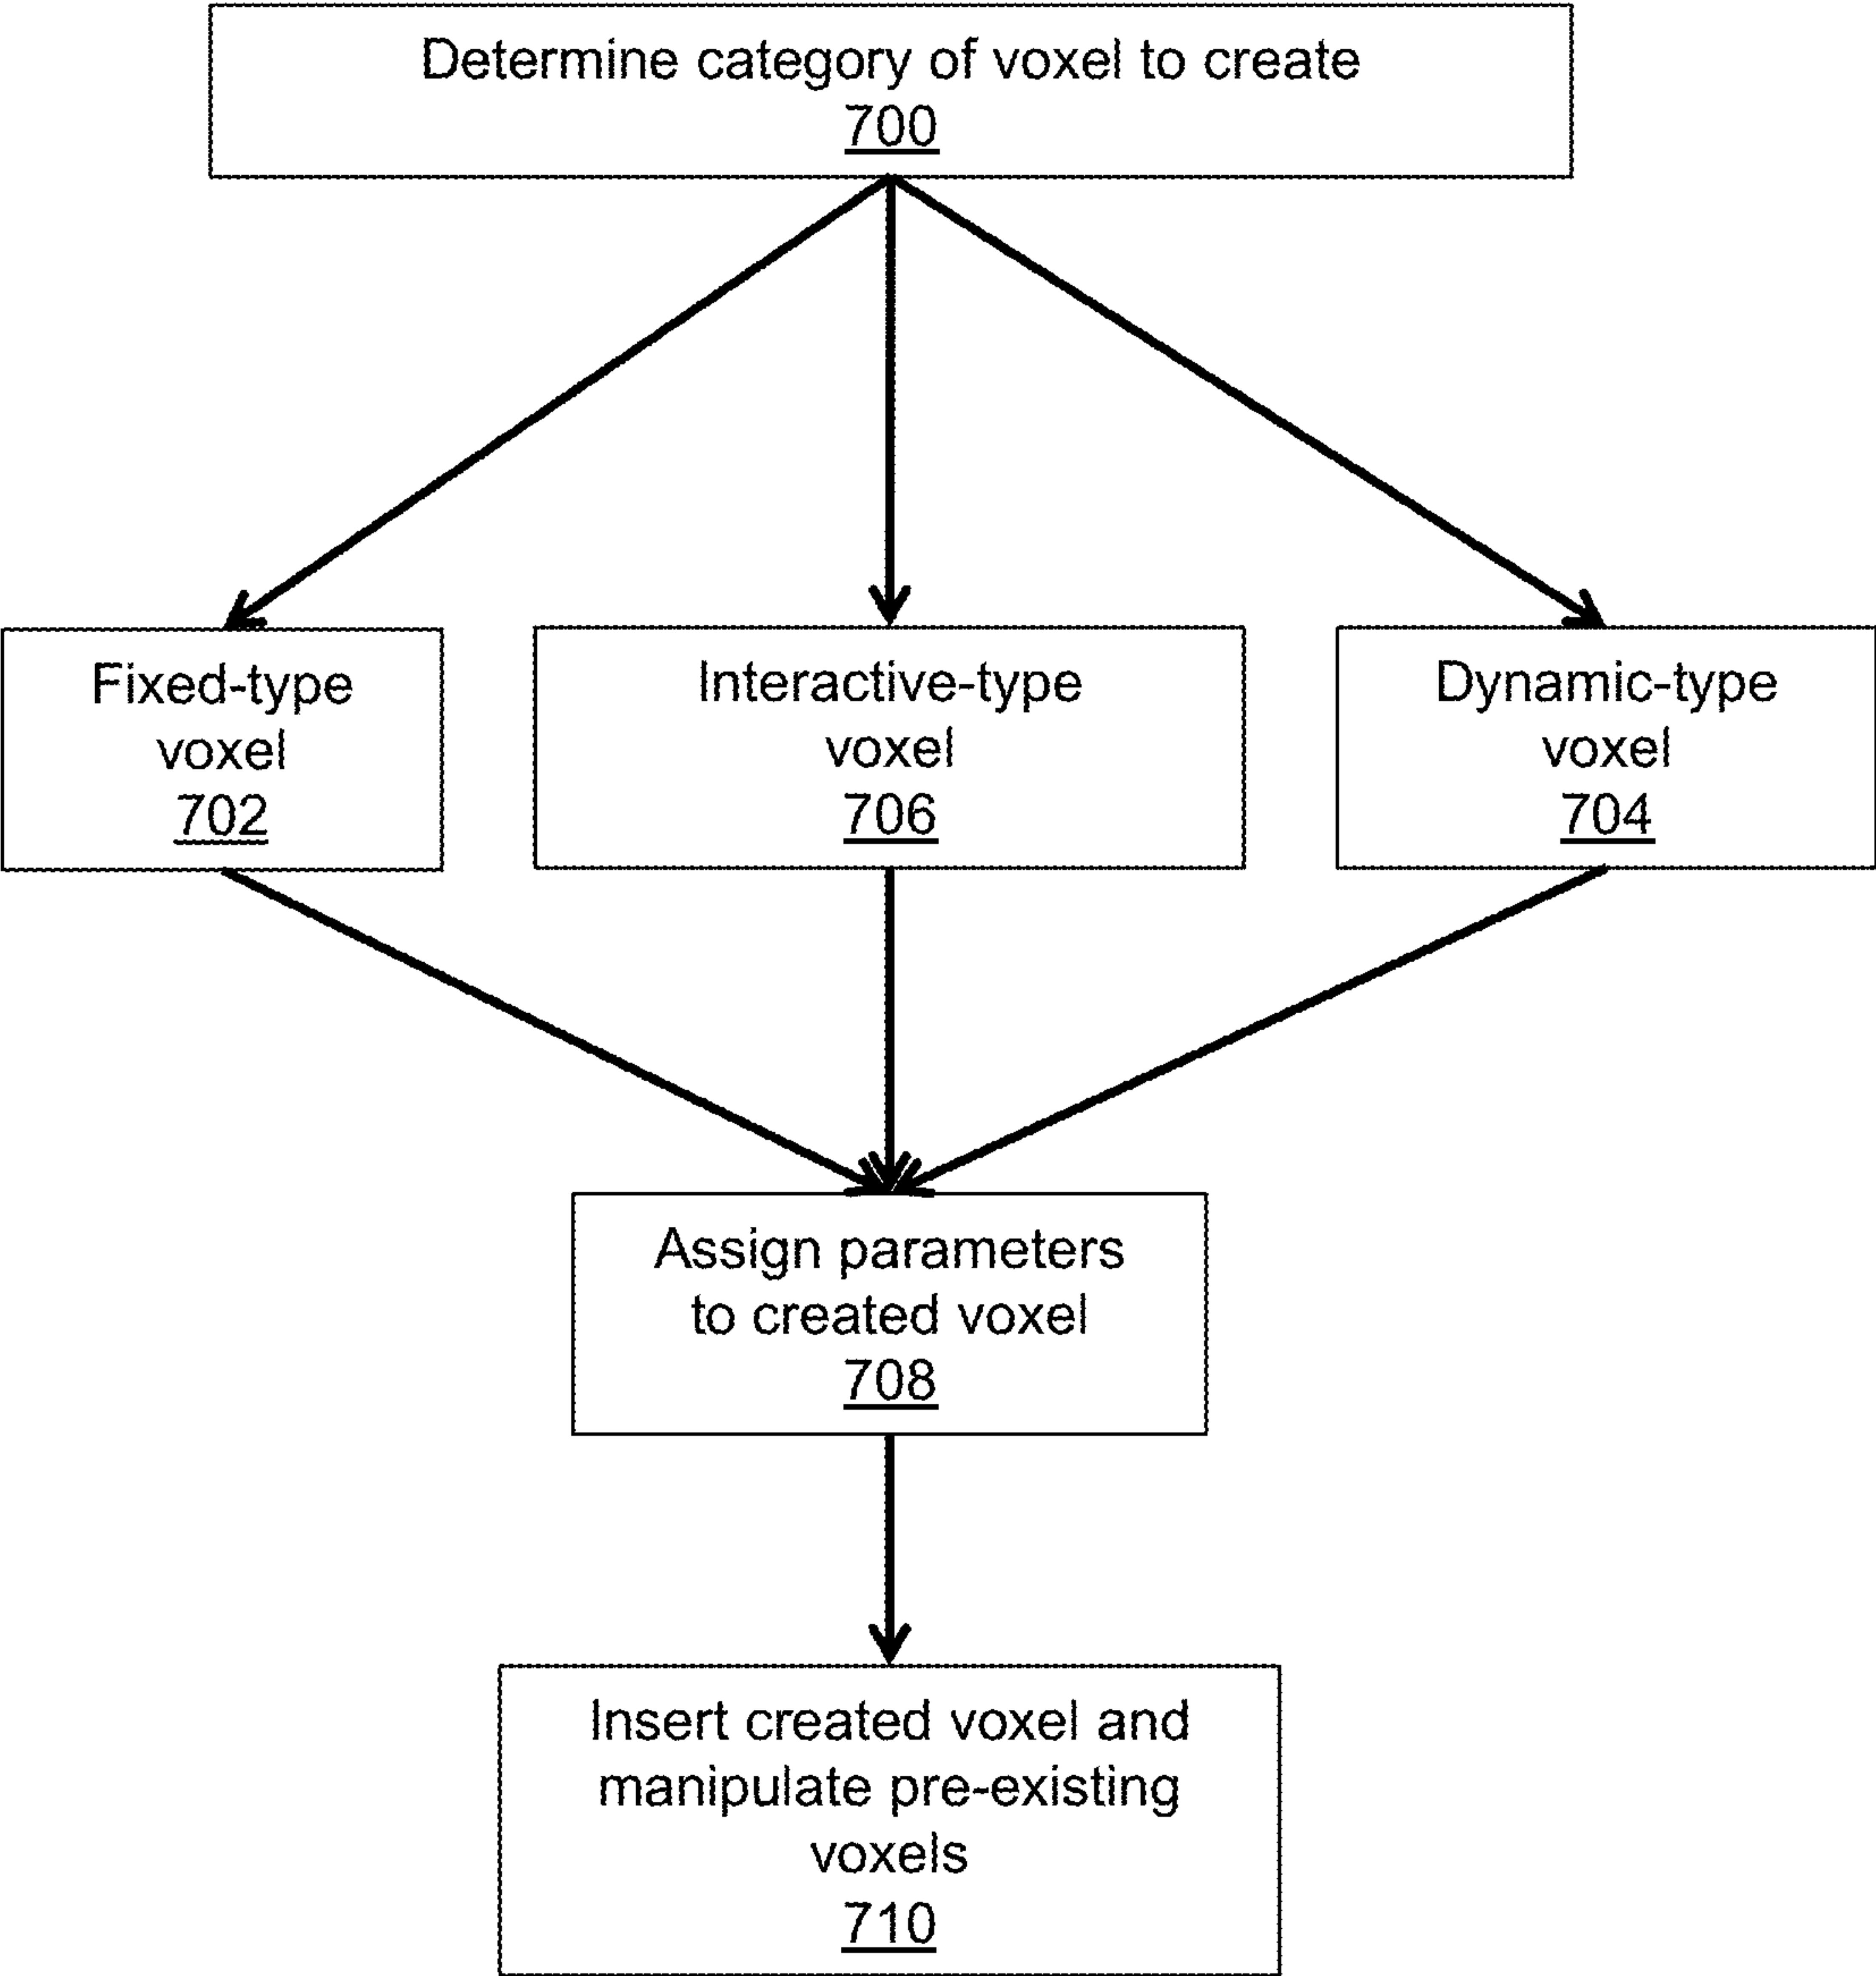 Determine category of voxel to create
700
Fixed-type
voxel
702
Interactive-type
voxel
706
Dynamic-type
voxel
704
Assign parameters
to created voxel
708
Insert created voxel and
manipulate pre-existing
voxels
710